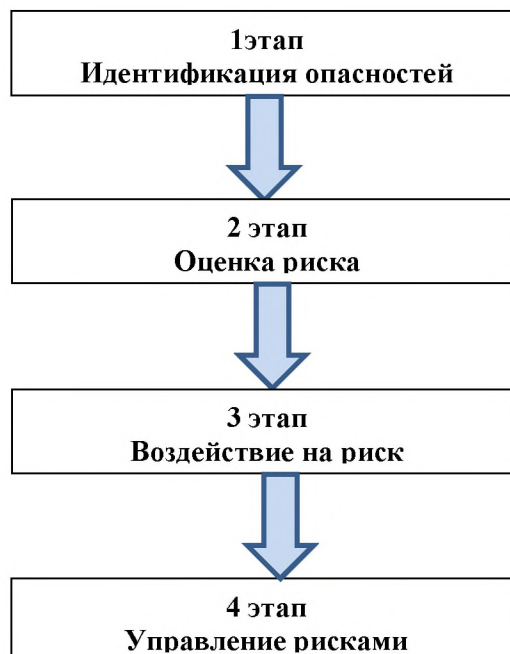 1этап
Идентификация опасностей
2 этап
Оценка риска
3 этап
Воздействие на риск
4 этап
Управление рисками